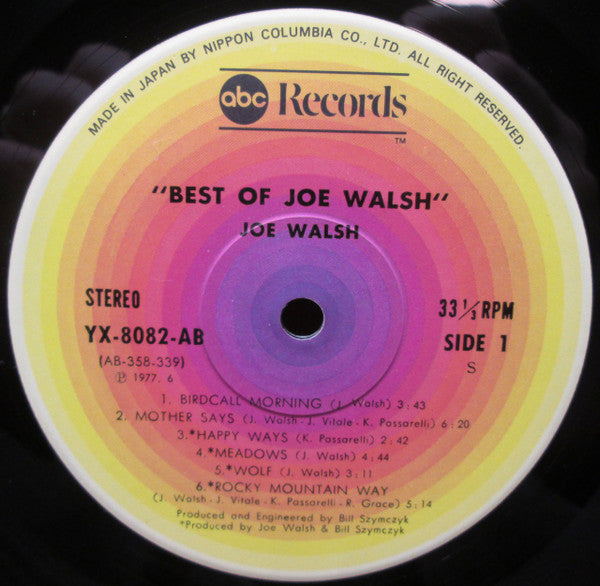 MADE IN JAPAN BY NIPPON COLUMBIA CO., LTD. ALL RIGHT RESERVED.
abc Records
TM
"BEST OF JOE WALSH"
JOE WALSH
STEREO
33 1/3 RPM
YX-8082-AB
SIDE 1
(AB-358-339)
S
Ⓟ 1977. 6
1. BIRDCALL MORNING (J. Walsh) 3:43
2. MOTHER SAYS (J. Walsh - J. Vitale - K. Passarelli) 6:20
3.*HAPPY WAYS (K. Passarelli) 2:42
4.*MEADOWS (J. Walsh) 4:44
5.*WOLF (J. Walsh) 3:11
6.*ROCKY MOUNTAIN WAY
(J. Walsh - J. Vitale - K. Passarelli - R. Grace) 5:14
Produced and Engineered by Bill Szymczyk
*Produced by Joe Walsh & Bill Szymczyk